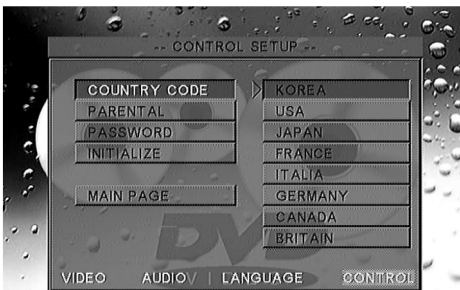 -- CONTROL SETUP --
COUNTRY CODE
PARENTAL
PASSWORD
INITIALIZE
MAIN PAGE
KOREA
USA
JAPAN
FRANCE
ITALIA
GERMANY
CANADA
BRITAIN
DVD
VIDEO AUDIO LANGUAGE CONTROL